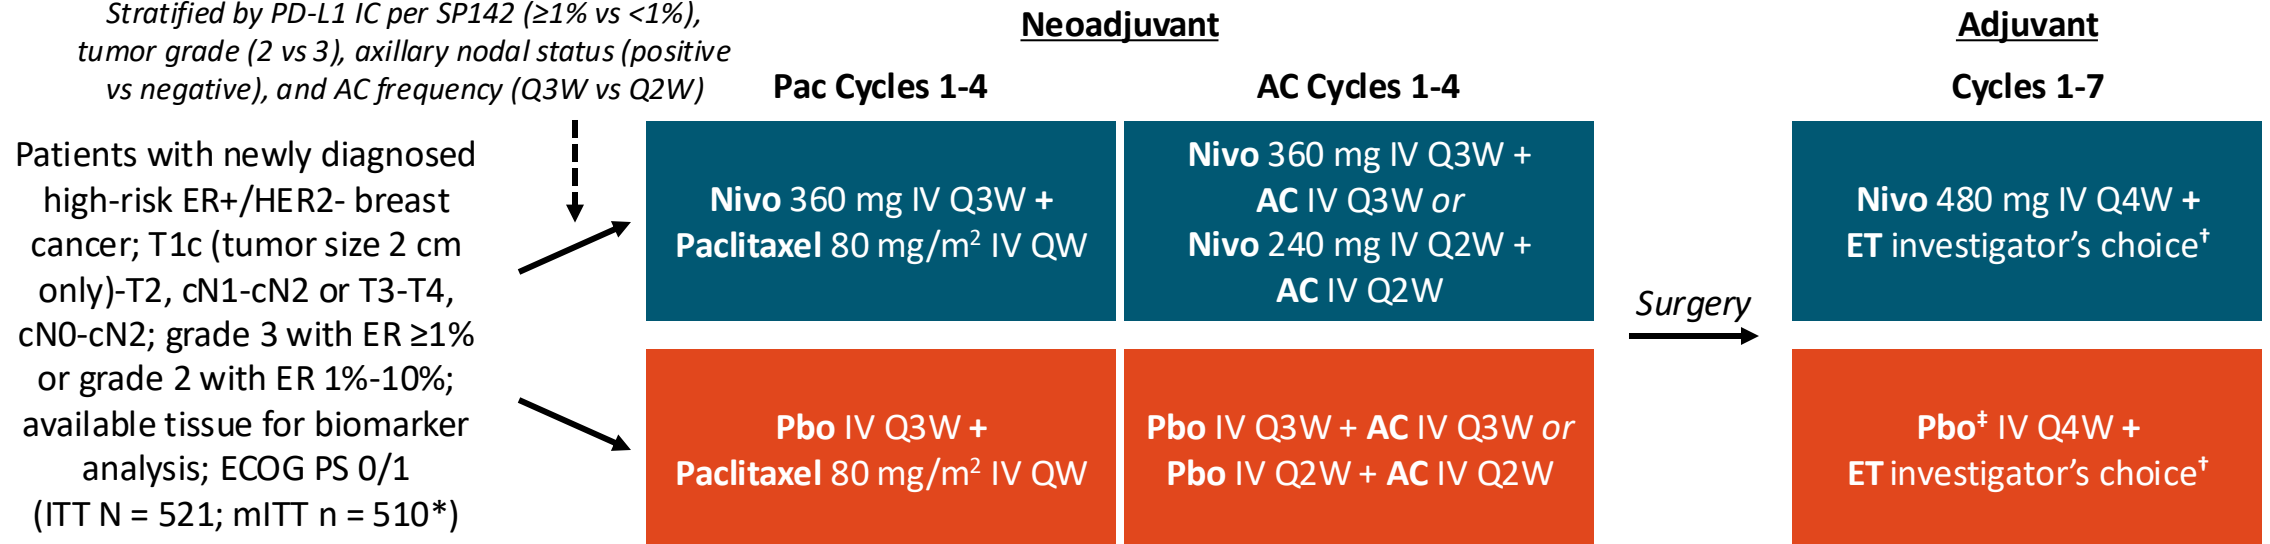 Stratified by PD-L1 IC per SP142 (≥1% vs <1%),
tumor grade (2 vs 3), axillary nodal status (positive
vs negative), and AC frequency (Q3W vs Q2W)
Patients with newly diagnosed
high-risk ER+/HER2- breast
cancer; T1c (tumor size 2 cm
only)-T2, cN1-cN2 or T3-T4,
cN0-cN2; grade 3 with ER ≥1%
or grade 2 with ER 1%-10%;
available tissue for biomarker
analysis; ECOG PS 0/1
(ITT N = 521; mITT n = 510*)
Neoadjuvant
Pac Cycles 1-4
AC Cycles 1-4
Nivo 360 mg IV Q3W +
Paclitaxel 80 mg/m² IV QW
Nivo 360 mg IV Q3W +
AC IV Q3W or
Nivo 240 mg IV Q2W +
AC IV Q2W
Pbo IV Q3W +
Paclitaxel 80 mg/m² IV QW
Pbo IV Q3W + AC IV Q3W or
Pbo IV Q2W + AC IV Q2W
Surgery
Adjuvant
Cycles 1-7
Nivo 480 mg IV Q4W +
ET investigator’s choice†
Pbo‡ IV Q4W +
ET investigator’s choice†